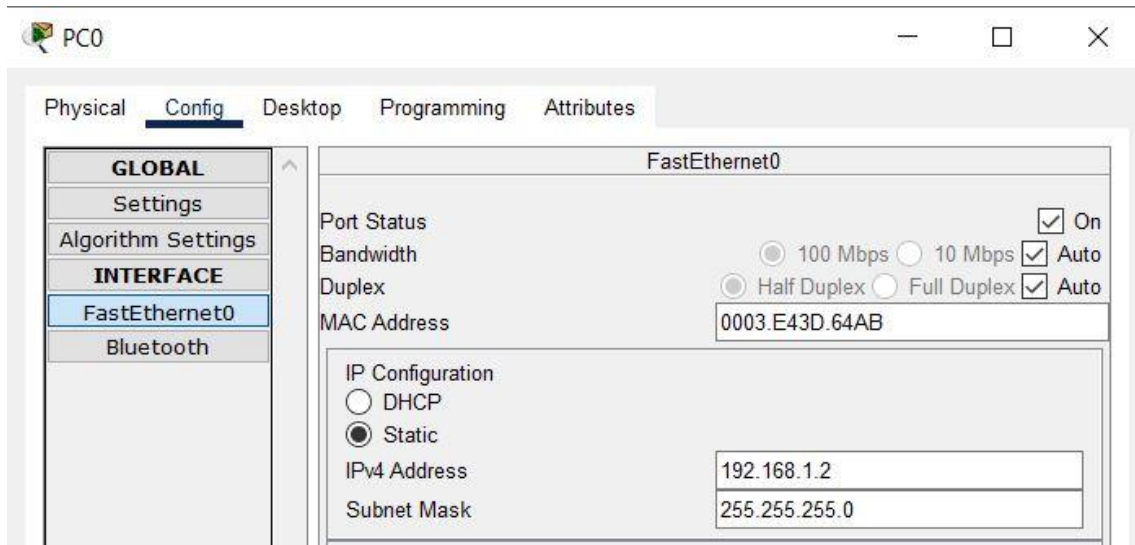 PC0
Physical Config Desktop Programming Attributes
GLOBAL
Settings
Algorithm Settings
INTERFACE
FastEthernet0
Bluetooth
FastEthernet0
Port Status On
Bandwidth 100 Mbps 10 Mbps Auto
Duplex Half Duplex Full Duplex Auto
MAC Address 0003.E43D.64AB
IP Configuration
DHCP
Static
IPv4 Address 192.168.1.2
Subnet Mask 255.255.255.0